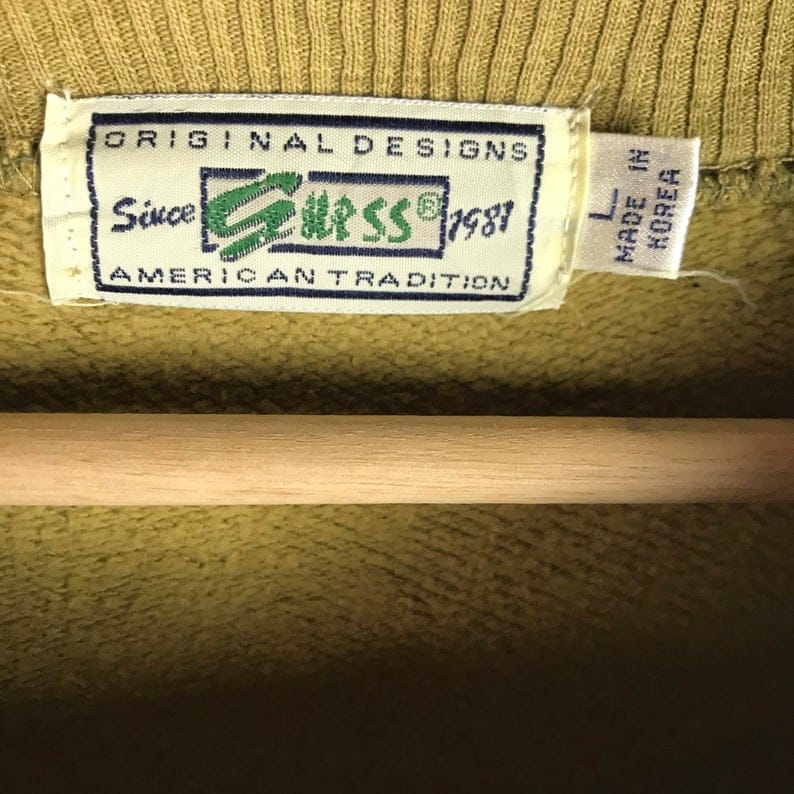 ORIGINAL DESIGNS
Since ® 1981
AMERICAN TRADITION
L
MADE IN
KOREA